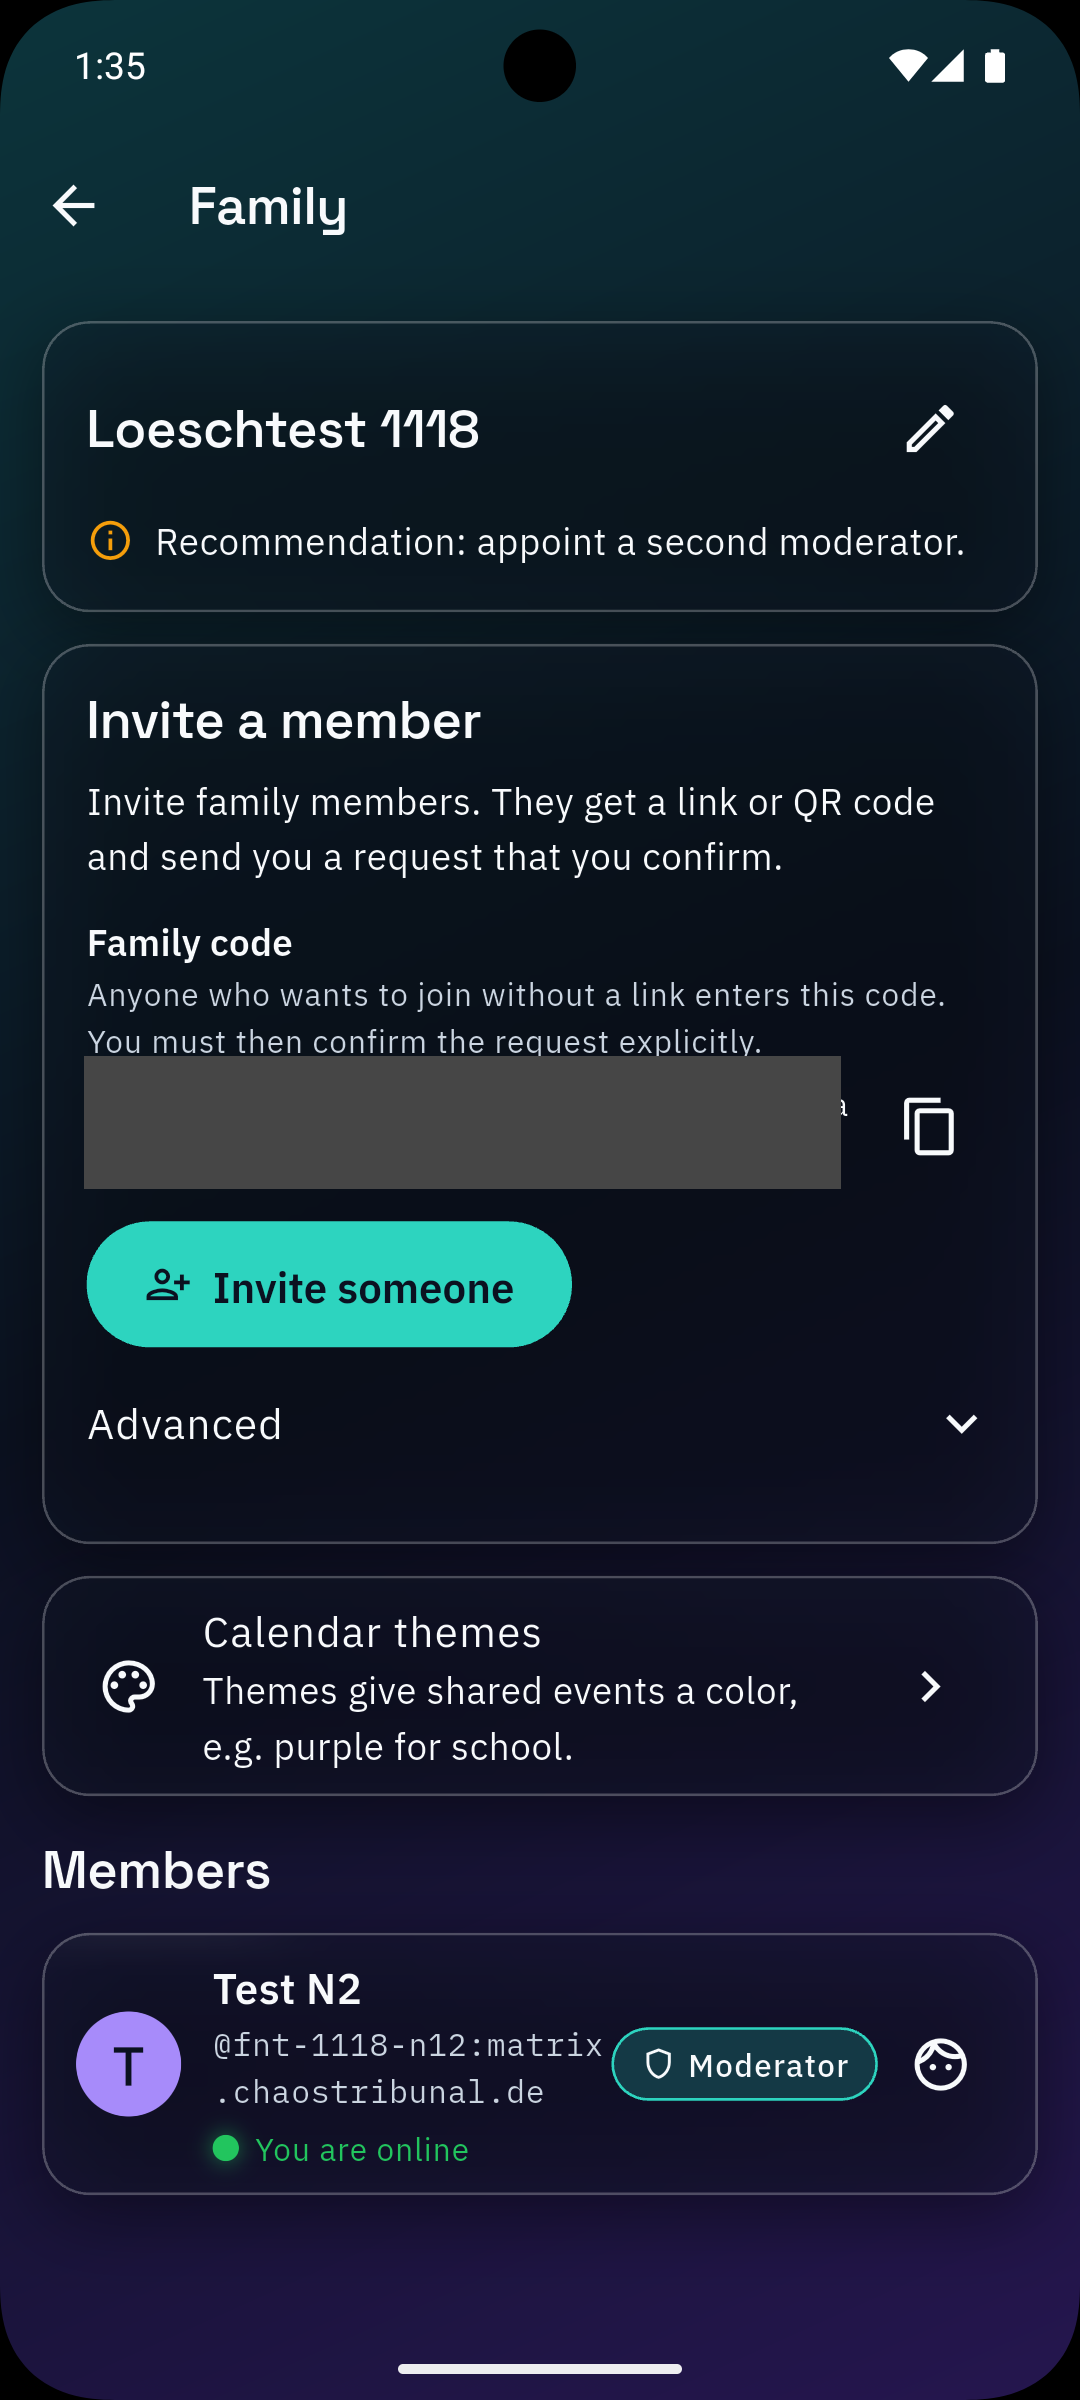 1:35
Family
Loeschtest 1118
Recommendation: appoint a second moderator.
Invite a member
Invite family members. They get a link or QR code
and send you a request that you confirm.
Family code
Anyone who wants to join without a link enters this code.
You must then confirm the request explicitly.
Invite someone
Advanced
Calendar themes
Themes give shared events a color,
e.g. purple for school.
Members
T
Test N2
@fnt-1118-n12:matrix
.chaostribunal.de
Moderator
You are online